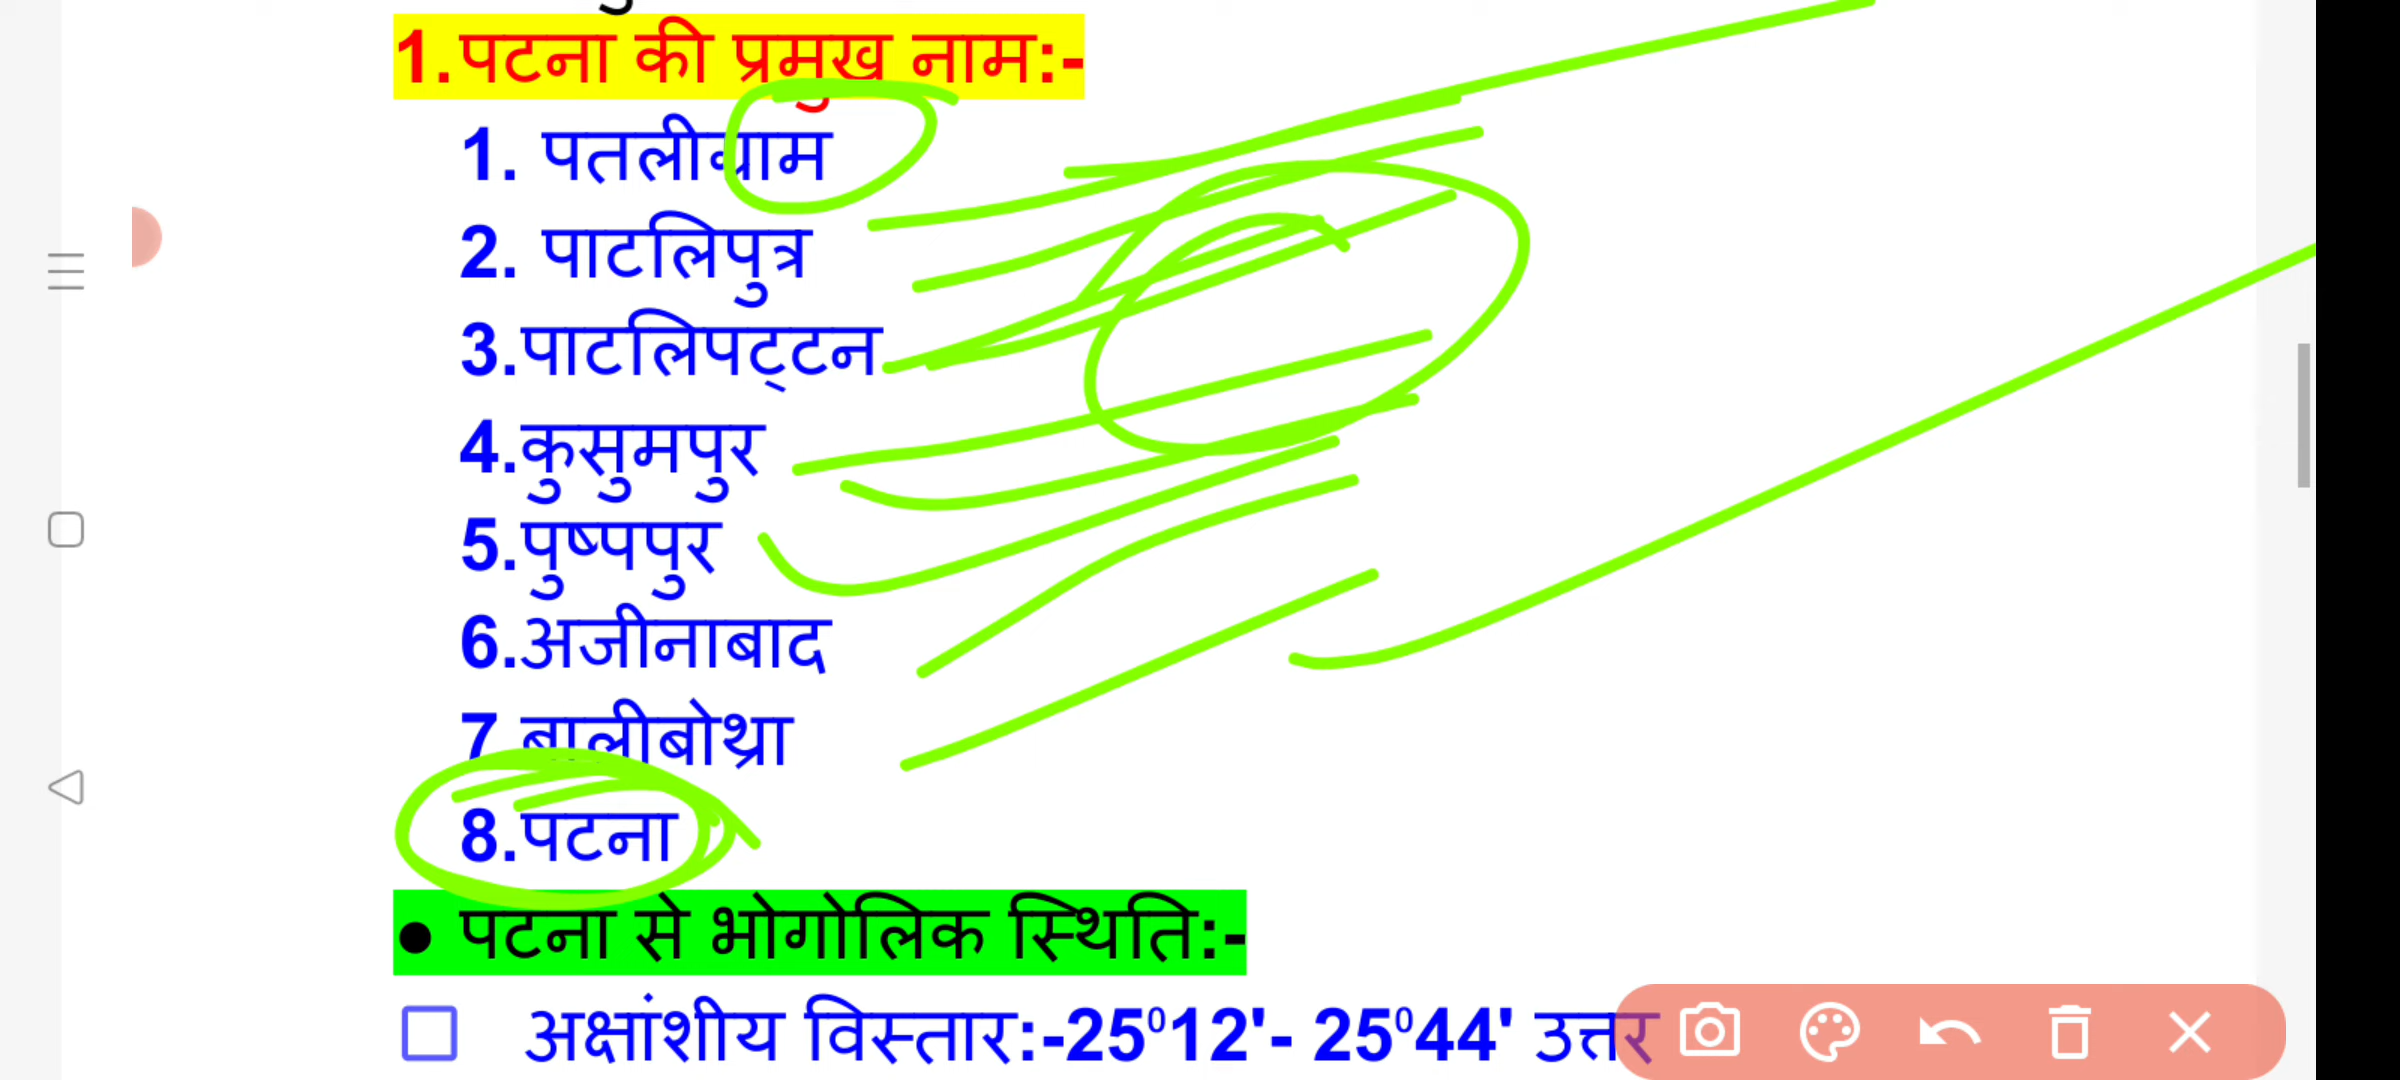 1.पटना की प्रमुख नाम:-
1. पतलीग्राम
2. पाटलिपुत्र
3.पाटलिपट्टन
4.कुसुमपुर
5.पुष्पपुर
6.अजीनाबाद
7.बालीबोथ्रा
8.पटना
● पटना से भोगोलिक स्थिति:-
अक्षांशीय विस्तार:-25⁰12'- 25⁰44' उत्तर